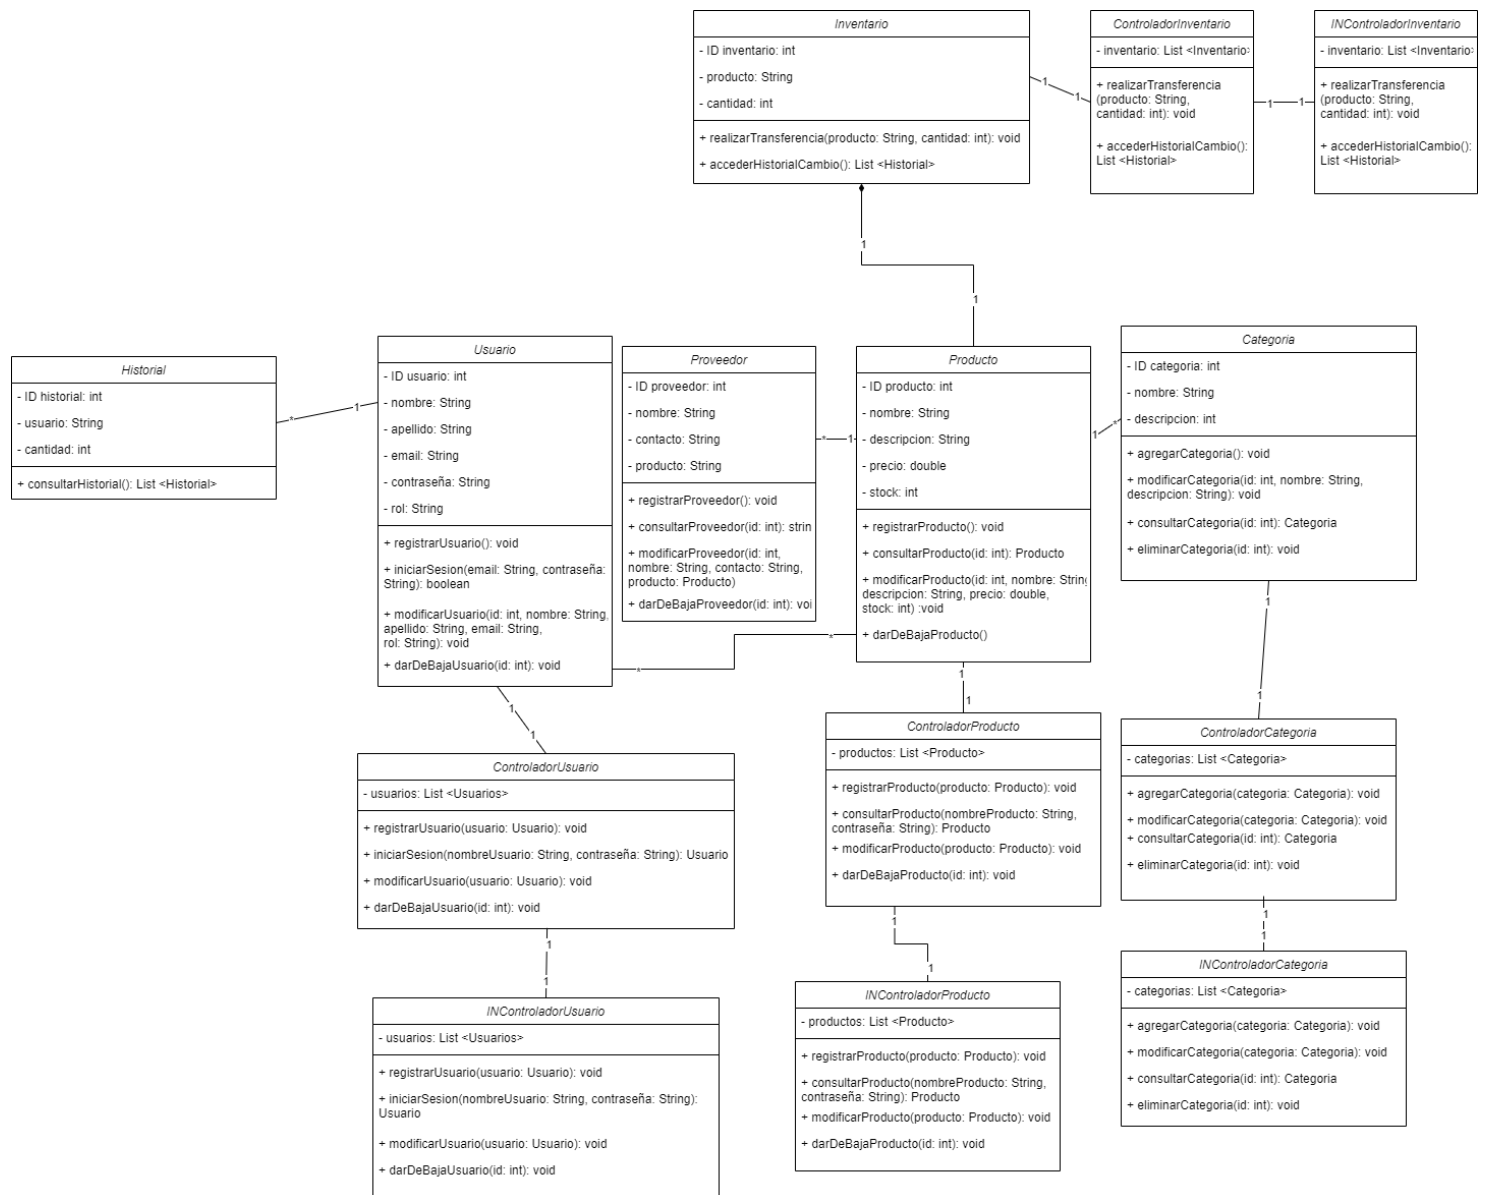 Inventario
- ID inventario: int
- producto: String
- cantidad: int
+ realizarTransferencia(producto: String, cantidad: int): void
+ accederHistorialCambio(): List <Historial>
ControladorInventario
- inventario: List <Inventario>
+ realizarTransferencia
(producto: String,
cantidad: int): void
+ accederHistorialCambio():
List <Historial>
INControladorInventario
- inventario: List <Inventario>
+ realizarTransferencia
(producto: String,
cantidad: int): void
+ accederHistorialCambio():
List <Historial>
1
1
1
1
1
1
Historial
- ID historial: int
- usuario: String
- cantidad: int
+ consultarHistorial(): List <Historial>
*
1
Usuario
- ID usuario: int
- nombre: String
- apellido: String
- email: String
- contraseña: String
- rol: String
+ registrarUsuario(): void
+ iniciarSesion(email: String, contraseña:
String): boolean
+ modificarUsuario(id: int, nombre: String,
apellido: String, email: String,
rol: String): void
+ darDeBajaUsuario(id: int): void
Proveedor
- ID proveedor: int
- nombre: String
- contacto: String
- producto: String
+ registrarProveedor(): void
+ consultarProveedor(id: int): strin
+ modificarProveedor(id: int,
nombre: String, contacto: String,
producto: Producto)
+ darDeBajaProveedor(id: int): voi
*
1
Producto
- ID producto: int
- nombre: String
- descripcion: String
- precio: double
- stock: int
+ registrarProducto(): void
+ consultarProducto(id: int): Producto
+ modificarProducto(id: int, nombre: String
descripcion: String, precio: double,
stock: int) :void
+ darDeBajaProducto()
1
*
Categoria
- ID categoria: int
- nombre: String
- descripcion: int
+ agregarCategoria(): void
+ modificarCategoria(id: int, nombre: String,
descripcion: String): void
+ consultarCategoria(id: int): Categoria
+ eliminarCategoria(id: int): void
*
*
1
1
1
1
1
1
ControladorUsuario
- usuarios: List <Usuarios>
+ registrarUsuario(usuario: Usuario): void
+ iniciarSesion(nombreUsuario: String, contraseña: String): Usuario
+ modificarUsuario(usuario: Usuario): void
+ darDeBajaUsuario(id: int): void
ControladorProducto
- productos: List <Producto>
+ registrarProducto(producto: Producto): void
+ consultarProducto(nombreProducto: String,
contraseña: String): Producto
+ modificarProducto(producto: Producto): void
+ darDeBajaProducto(id: int): void
ControladorCategoria
- categorias: List <Categoria>
+ agregarCategoria(categoria: Categoria): void
+ modificarCategoria(categoria: Categoria): void
+ consultarCategoria(id: int): Categoria
+ eliminarCategoria(id: int): void
1
1
1
1
1
1
INControladorUsuario
- usuarios: List <Usuarios>
+ registrarUsuario(usuario: Usuario): void
+ iniciarSesion(nombreUsuario: String, contraseña: String):
Usuario
+ modificarUsuario(usuario: Usuario): void
+ darDeBajaUsuario(id: int): void
INControladorProducto
- productos: List <Producto>
+ registrarProducto(producto: Producto): void
+ consultarProducto(nombreProducto: String,
contraseña: String): Producto
+ modificarProducto(producto: Producto): void
+ darDeBajaProducto(id: int): void
INControladorCategoria
- categorias: List <Categoria>
+ agregarCategoria(categoria: Categoria): void
+ modificarCategoria(categoria: Categoria): void
+ consultarCategoria(id: int): Categoria
+ eliminarCategoria(id: int): void